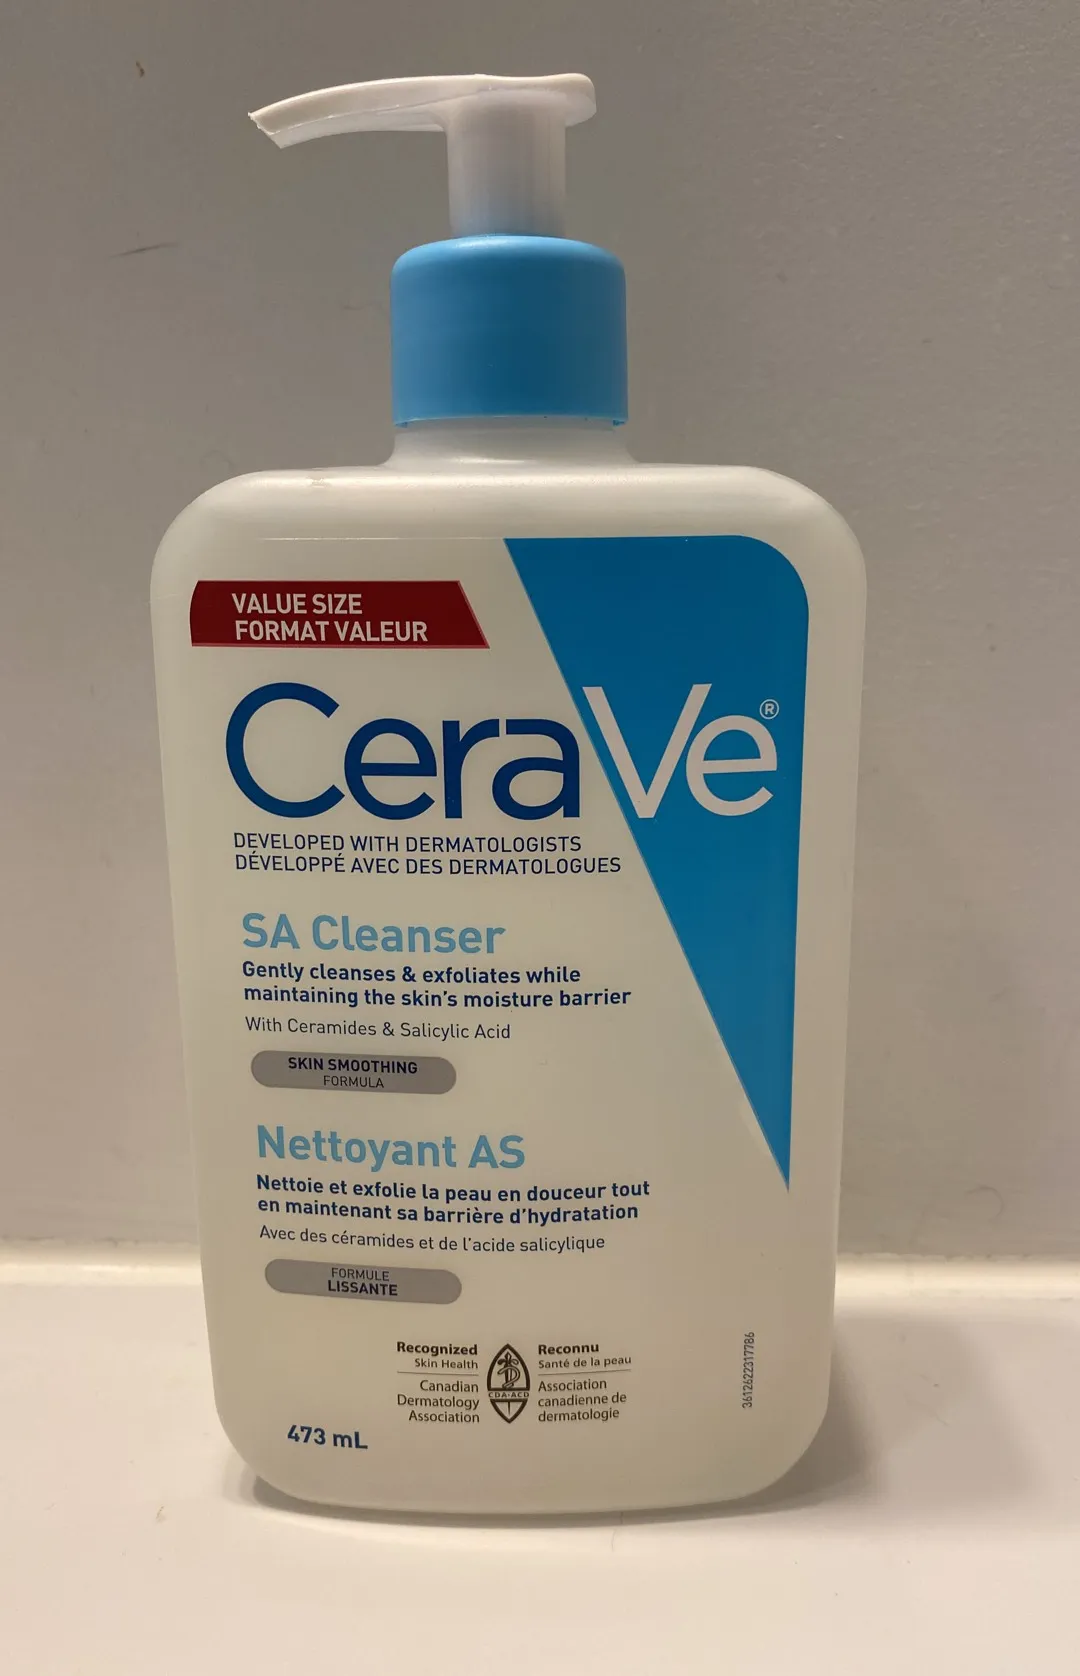 VALUE SIZE
FORMAT VALEUR
CeraVe®
DEVELOPED WITH DERMATOLOGISTS
DÉVELOPPÉ AVEC DES DERMATOLOGUES
SA Cleanser
Gently cleanses & exfoliates while
maintaining the skin's moisture barrier
With Ceramides & Salicylic Acid
SKIN SMOOTHING
FORMULA
Nettoyant AS
Nettoie et exfolie la peau en douceur tout
en maintenant sa barrière d'hydratation
Avec des céramides et de l'acide salicylique
FORMULE
LISSANTE
Recognized
Skin Health
Canadian
Dermatology
Association
CDA-ACD
Reconnu
Santé de la peau
Association
canadienne de
dermatologie
473 mL
3612622317786